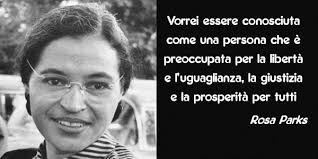 Vorrei essere conosciuta
come una persona che è
preoccupata per la libertà
e l'uguaglianza, la giustizia
e la prosperità per tutti
Rosa Parks